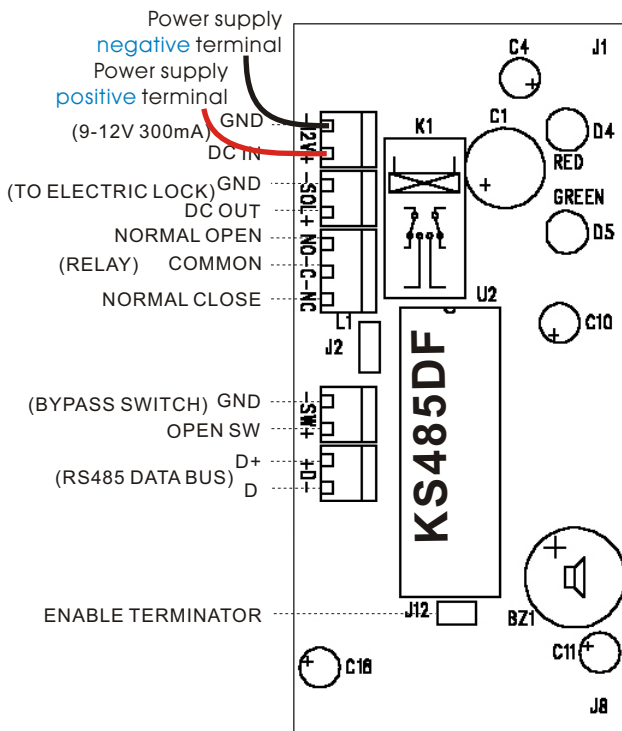 Power supply
negative terminal
Power supply
positive terminal
C4
J1
GND
(9-12V 300mA)
DC IN
-12V+
K1
C1
D4
RED
(TO ELECTRIC LOCK)
GND
DC OUT
-SOL+
GREEN
D5
NORMAL OPEN
(RELAY)
COMMON
NORMAL CLOSE
NO-C-NC
U2
L1
J2
C10
KS485DF
(BYPASS SWITCH)
GND
OPEN SW
-SW+
D+
(RS485 DATA BUS)
D
+D-
ENABLE TERMINATOR
J12
BZ1
C11
C16
J8